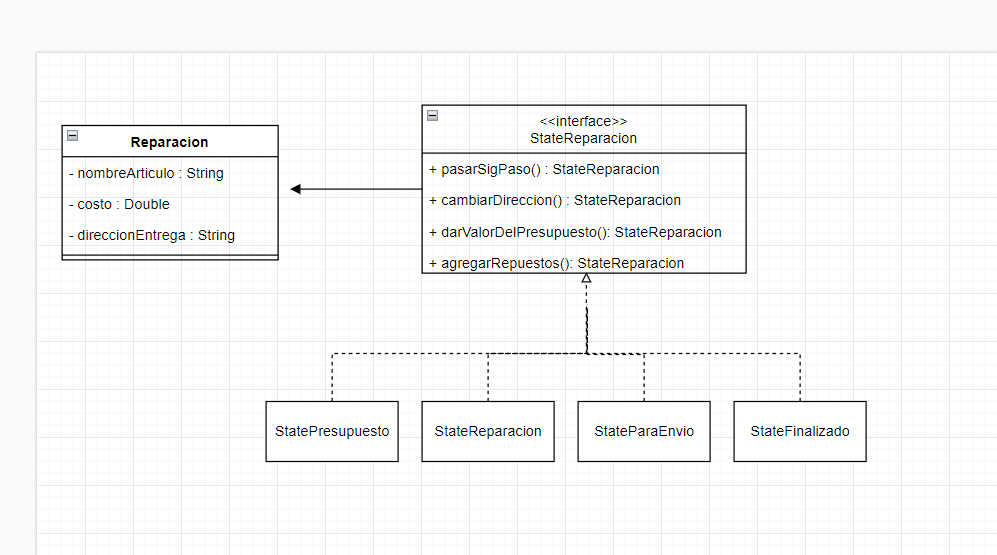 Reparacion
- nombreArticulo : String
- costo : Double
- direccionEntrega : String
<<interface>>
StateReparacion
+ pasarSigPaso() : StateReparacion
+ cambiarDireccion() : StateReparacion
+ darValorDelPresupuesto(): StateReparacion
+ agregarRepuestos(): StateReparacion
StatePresupuesto
StateReparacion
StateParaEnvio
StateFinalizado